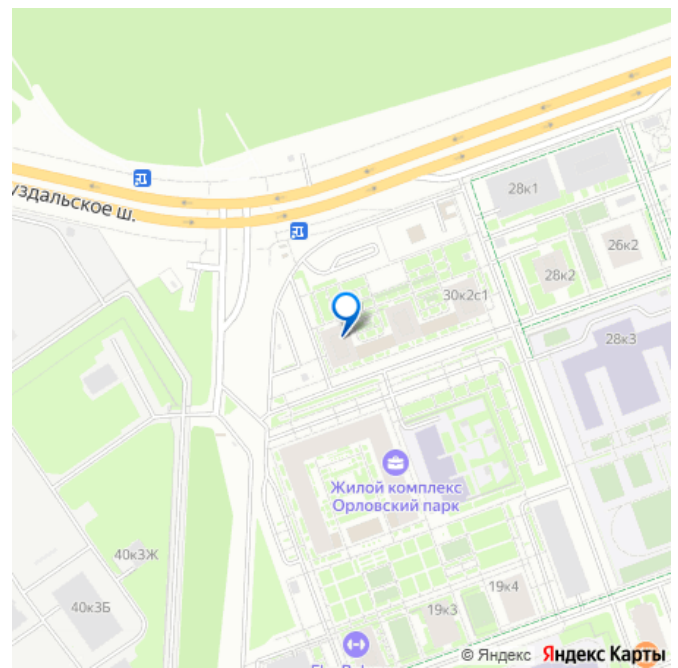 28к1
уздальское ш.
26к2
28к2
30к2с1
28к3
Жилой комплекс
Орловский парк
40к3Ж
19к4
40к3Б
19к3
© Яндекс Яндекс Карты